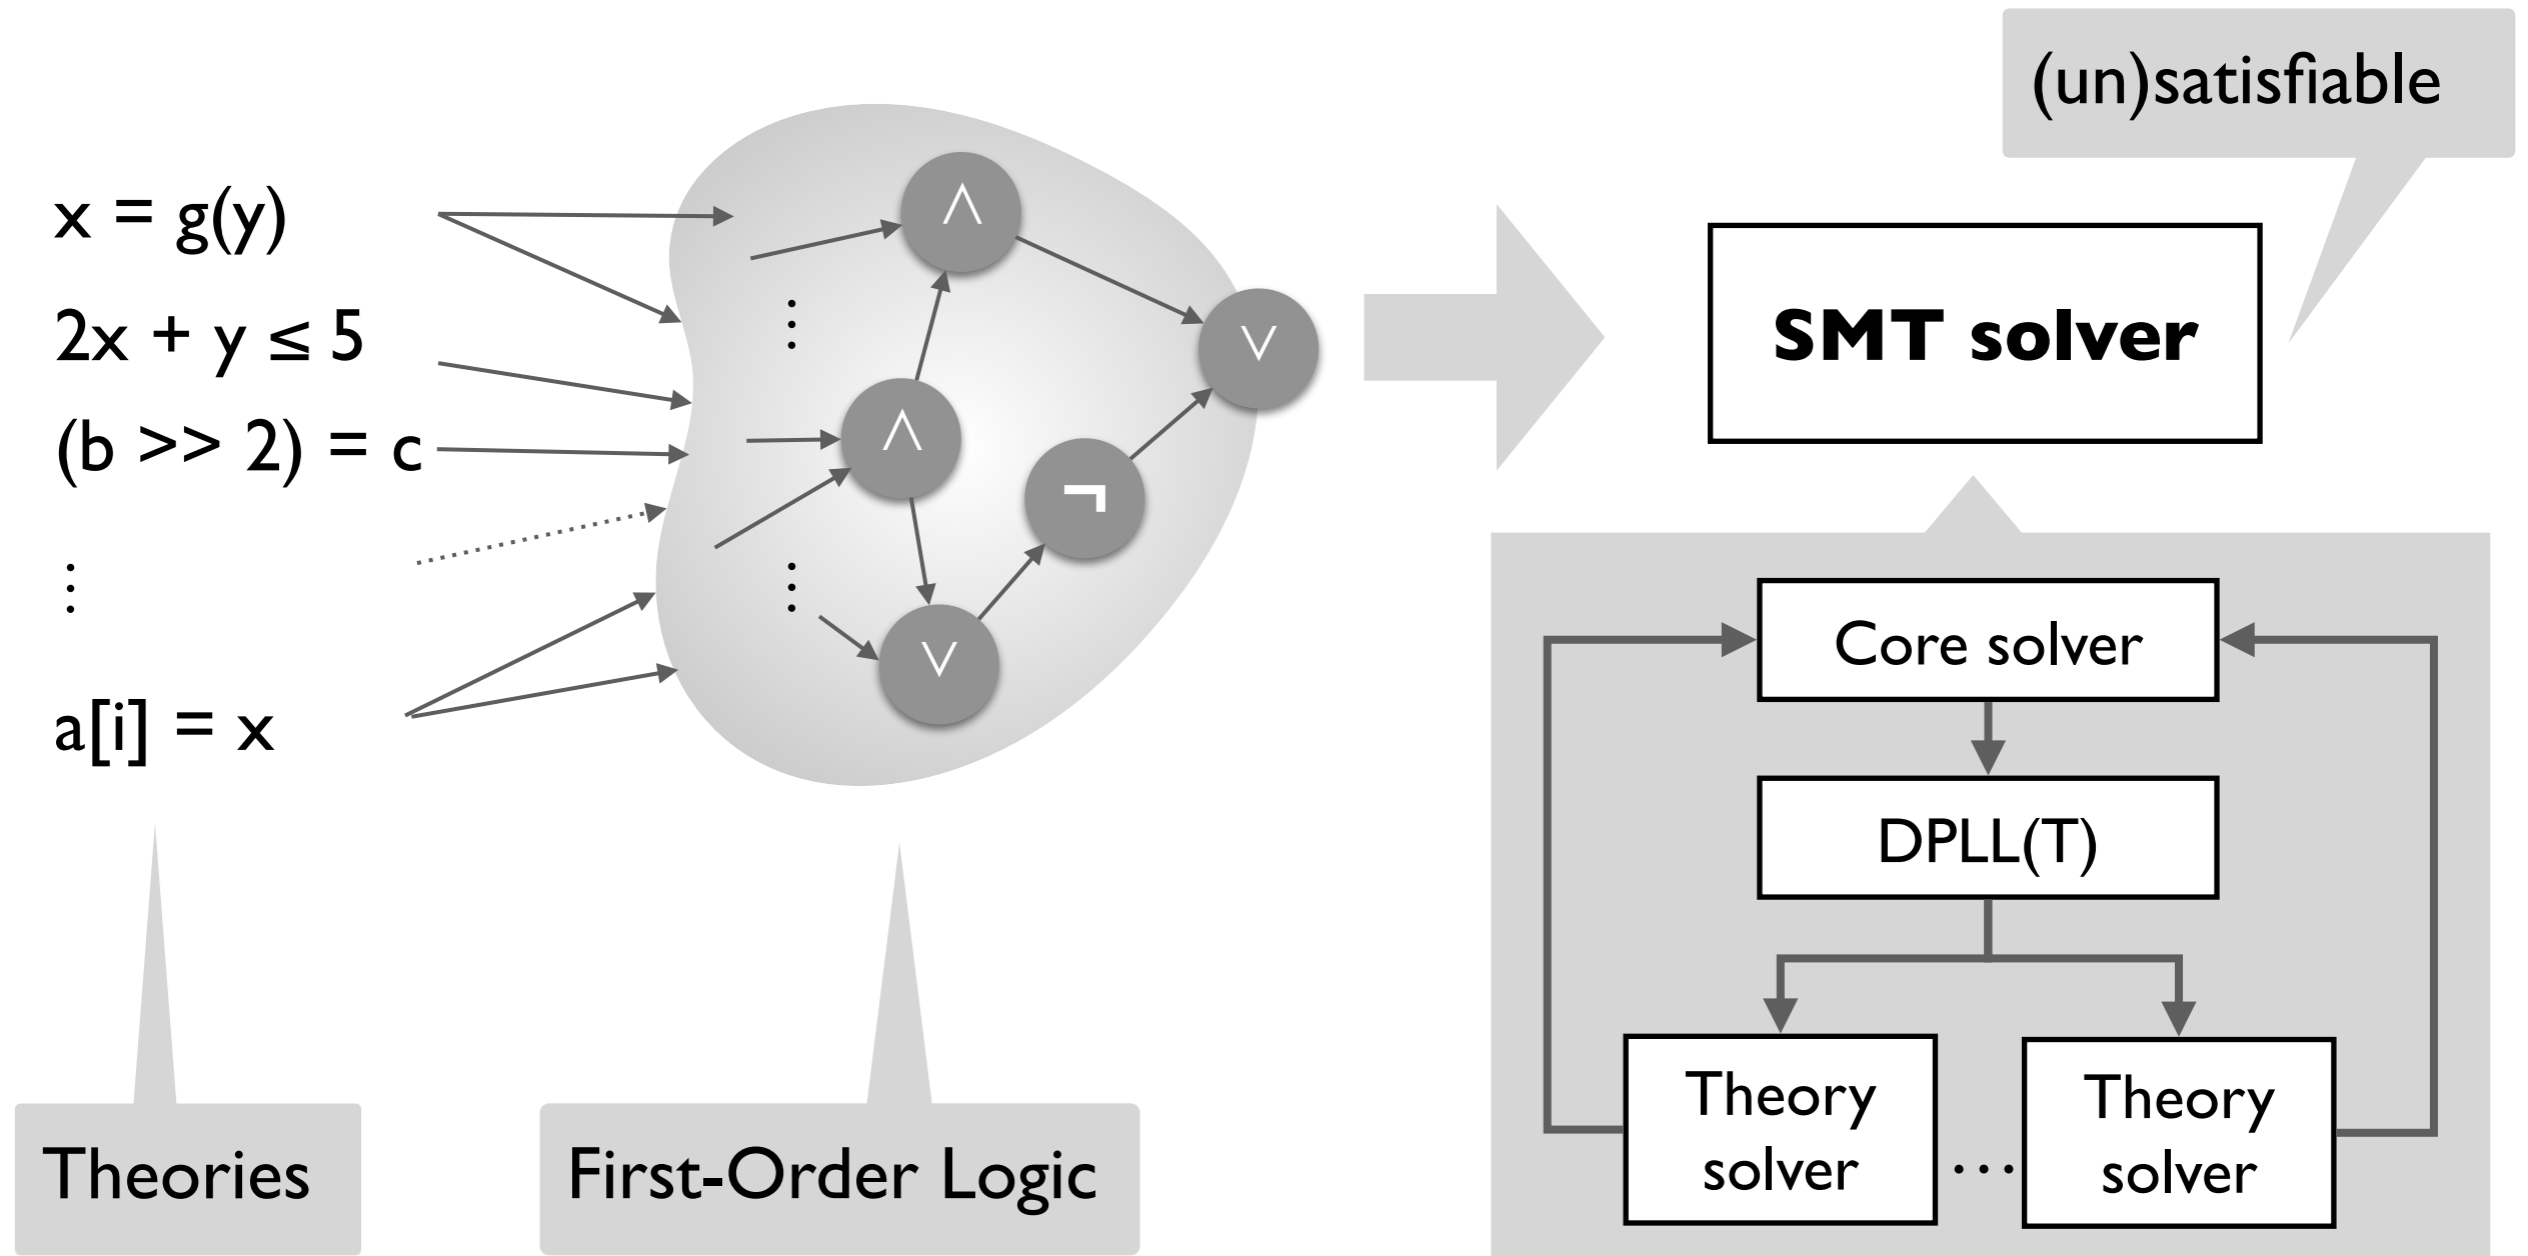 x = g(y)
2x + y ≤ 5
(b >> 2) = c
⋮
a[i] = x
Theories
∧
⋮
∧
∨
¬
⋮
∨
First-Order Logic
(un)satisfiable
SMT solver
Core solver
DPLL(T)
Theory
solver
…
Theory
solver